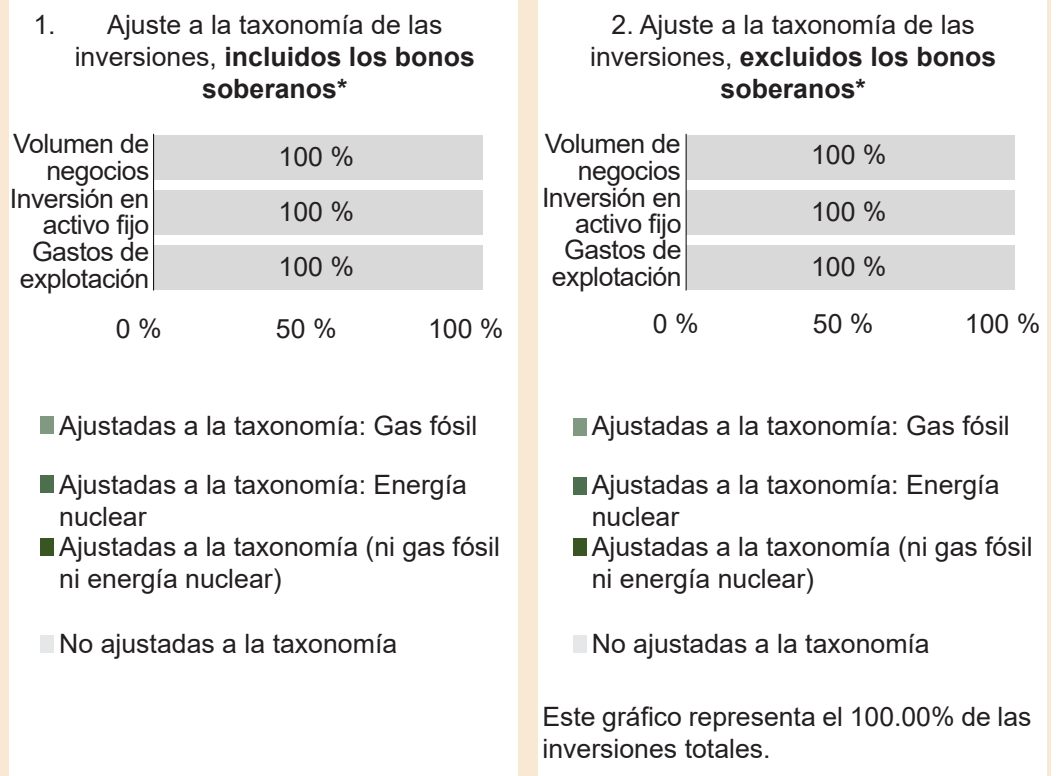 1. Ajuste a la taxonomía de las
inversiones, incluidos los bonos
soberanos*
Volumen de
negocios
100 %
Inversión en
activo fijo
100 %
Gastos de
explotación
100 %
0 % 50 % 100 %
Ajustadas a la taxonomía: Gas fósil
Ajustadas a la taxonomía: Energía
nuclear
Ajustadas a la taxonomía (ni gas fósil
ni energía nuclear)
No ajustadas a la taxonomía
2. Ajuste a la taxonomía de las
inversiones, excluidos los bonos
soberanos*
Volumen de
negocios
100 %
Inversión en
activo fijo
100 %
Gastos de
explotación
100 %
0 % 50 % 100 %
Ajustadas a la taxonomía: Gas fósil
Ajustadas a la taxonomía: Energía
nuclear
Ajustadas a la taxonomía (ni gas fósil
ni energía nuclear)
No ajustadas a la taxonomía
Este gráfico representa el 100.00% de las
inversiones totales.